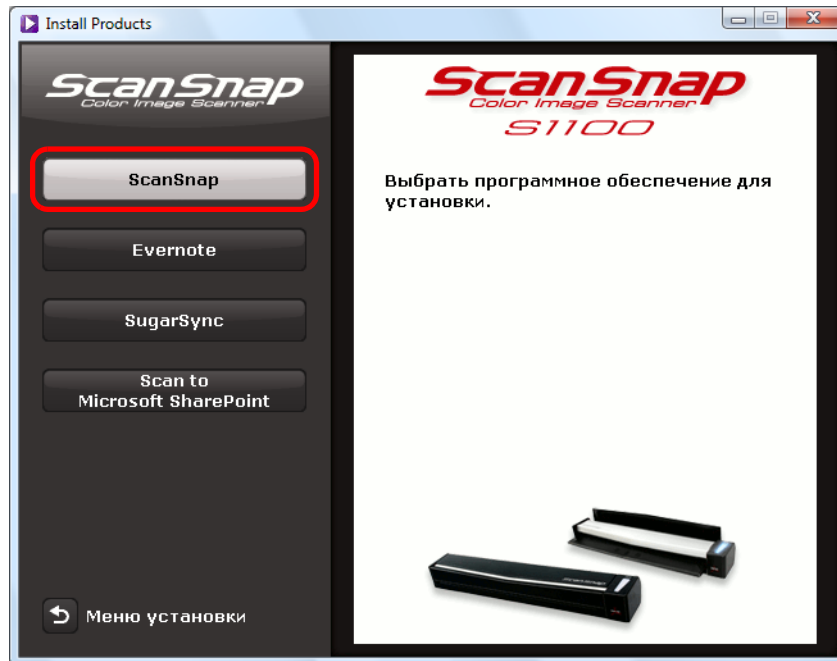 Install Products
ScanSnap
Color Image Scanner
ScanSnap
Evernote
SugarSync
Scan to
Microsoft SharePoint
Меню установки
ScanSnap
Color Image Scanner
S1100
Выбрать программное обеспечение для
установки.
ScanSnap